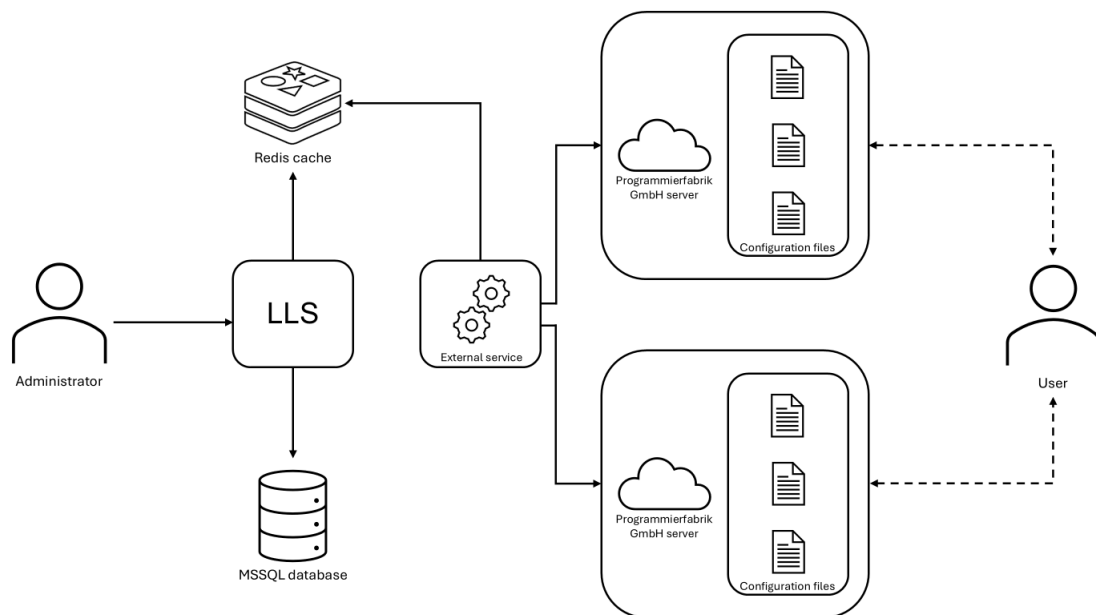 Redis cache
Programmierfabrik
GmbH server
Configuration files
LLS
External service
Administrator
User
MSSQL database
Programmierfabrik
GmbH server
Configuration files